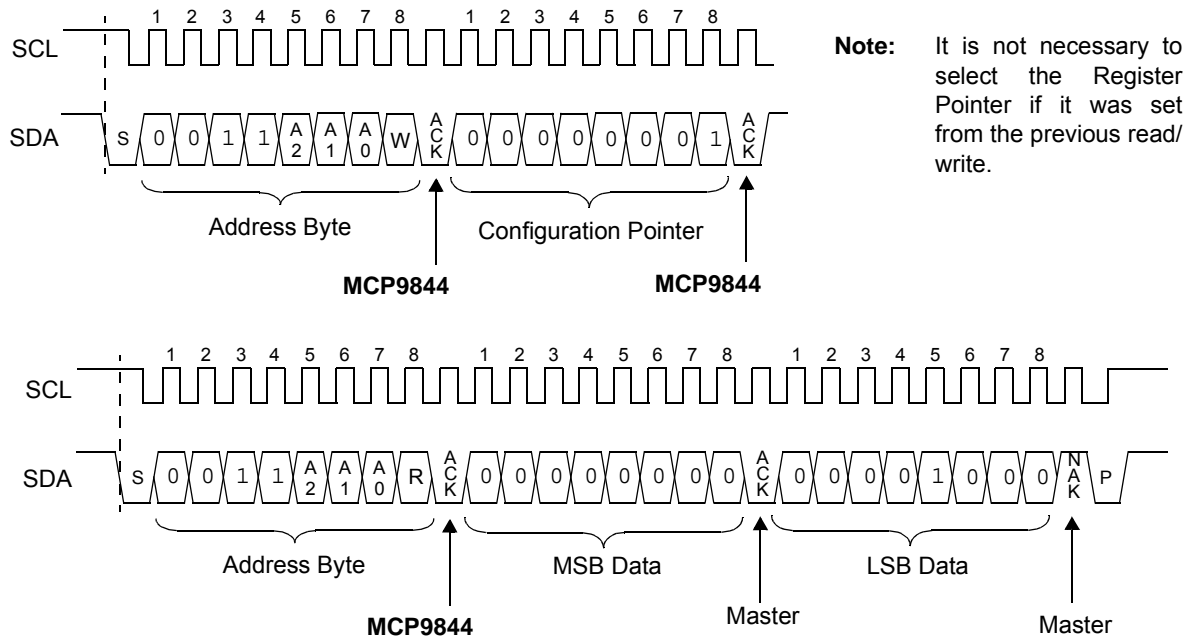 1 2 3 4 5 6 7 8 1 2 3 4 5 6 7 8
SCL
Note: It is not necessary to
select the Register
Pointer if it was set
from the previous read/
write.
SDA S 0 0 1 1 A2 A1 A0 W ACK 0 0 0 0 0 0 0 1 ACK
Address Byte Configuration Pointer
MCP9844 MCP9844
1 2 3 4 5 6 7 8 1 2 3 4 5 6 7 8 1 2 3 4 5 6 7 8
SCL
SDA S 0 0 1 1 A2 A1 A0 R ACK 0 0 0 0 0 0 0 0 ACK 0 0 0 0 1 0 0 0 NAK P
Address Byte MSB Data LSB Data
MCP9844 Master Master